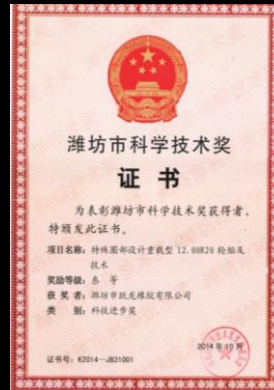 潍坊市科学技术奖
证 书
为表彰潍坊市科学技术奖获得者,
特颁发此证书。
项目名称：特殊圈部设计重载型 12.00R20 轮胎及
技术
奖励等级：叁 等
获 奖 者：潍坊市跃龙橡胶有限公司
类 别：科技进步奖
2014年10月
证书号：K2014—JB31001